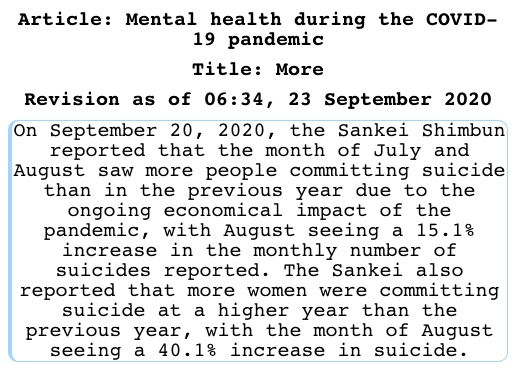 Article: Mental health during the COVID-
19 pandemic
Title: More
Revision as of 06:34, 23 September 2020
On September 20, 2020, the Sankei Shimbun
reported that the month of July and
August saw more people committing suicide
than in the previous year due to the
ongoing economical impact of the
pandemic, with August seeing a 15.1%
increase in the monthly number of
suicides reported. The Sankei also
reported that more women were committing
suicide at a higher year than the
previous year, with the month of August
seeing a 40.1% increase in suicide.